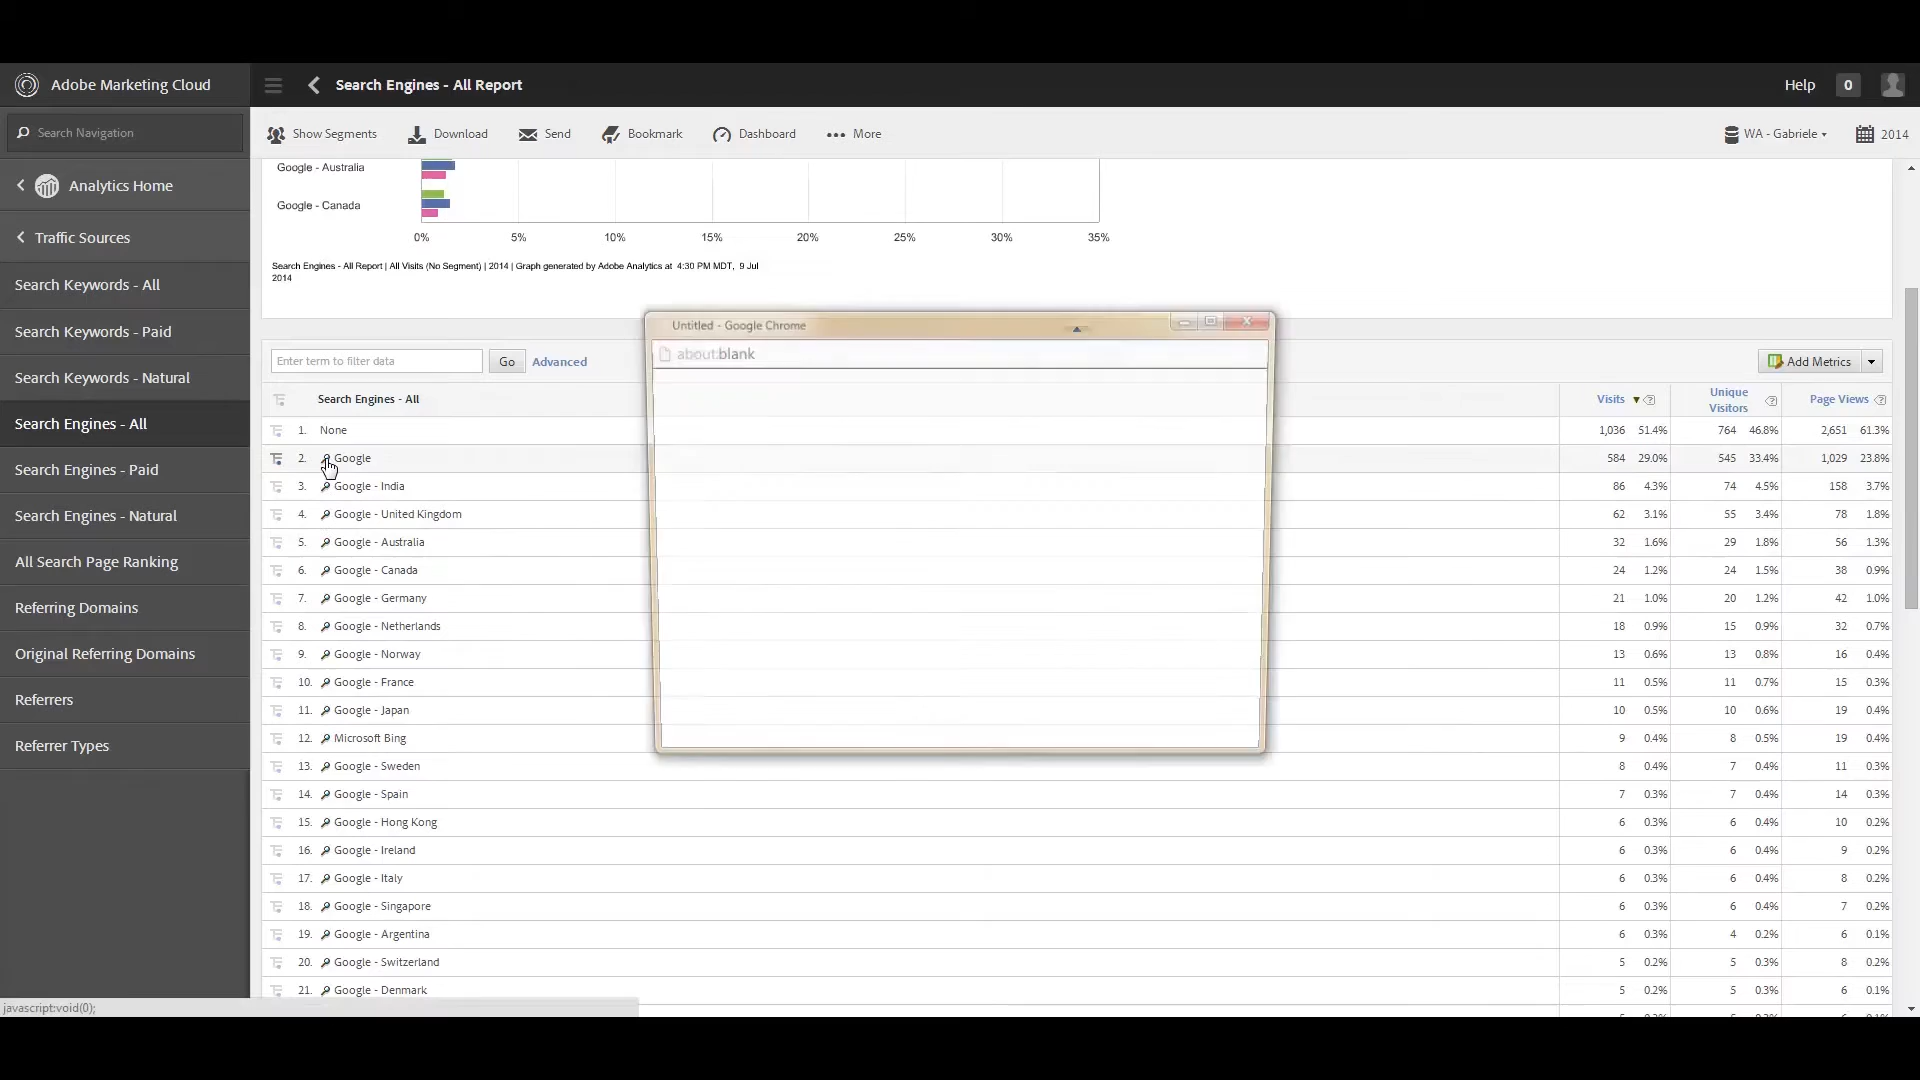 Adobe Marketing Cloud
Search Engines - All Report
Help
0
Search Navigation
Show Segments
Download
Send
Bookmark
Dashboard
More
WA - Gabriele
2014
Analytics Home
Traffic Sources
Search Keywords - All
Search Keywords - Paid
Search Keywords - Natural
Search Engines - All
Search Engines - Paid
Search Engines - Natural
All Search Page Ranking
Referring Domains
Original Referring Domains
Referrers
Referrer Types
Google - Australia
Google - Canada
0% 5% 10% 15% 20% 25% 30% 35%
Search Engines - All Report | All Visits (No Segment) | 2014 | Graph generated by Adobe Analytics at 4:30 PM MDT, 9 Jul
2014
Untitled - Google Chrome
about:blank
Enter term to filter data
Go
Advanced
Add Metrics
Search Engines - All Visits Unique Visitors Page Views
1. None 1,036 51.4% 764 46.8% 2,651 61.3%
2. Google 584 29.0% 545 33.4% 1,029 23.8%
3. Google - India 86 4.3% 74 4.5% 158 3.7%
4. Google - United Kingdom 62 3.1% 55 3.4% 78 1.8%
5. Google - Australia 32 1.6% 29 1.8% 56 1.3%
6. Google - Canada 24 1.2% 24 1.5% 38 0.9%
7. Google - Germany 21 1.0% 20 1.2% 42 1.0%
8. Google - Netherlands 18 0.9% 15 0.9% 32 0.7%
9. Google - Norway 13 0.6% 13 0.8% 16 0.4%
10. Google - France 11 0.5% 11 0.7% 15 0.3%
11. Google - Japan 10 0.5% 10 0.6% 19 0.4%
12. Microsoft Bing 9 0.4% 8 0.5% 19 0.4%
13. Google - Sweden 8 0.4% 7 0.4% 11 0.3%
14. Google - Spain 7 0.3% 7 0.4% 14 0.3%
15. Google - Hong Kong 6 0.3% 6 0.4% 10 0.2%
16. Google - Ireland 6 0.3% 6 0.4% 9 0.2%
17. Google - Italy 6 0.3% 6 0.4% 8 0.2%
18. Google - Singapore 6 0.3% 6 0.4% 7 0.2%
19. Google - Argentina 6 0.3% 4 0.2% 6 0.1%
20. Google - Switzerland 5 0.2% 5 0.3% 8 0.2%
21. Google - Denmark 5 0.2% 5 0.3% 6 0.1%
javascript:void(0);